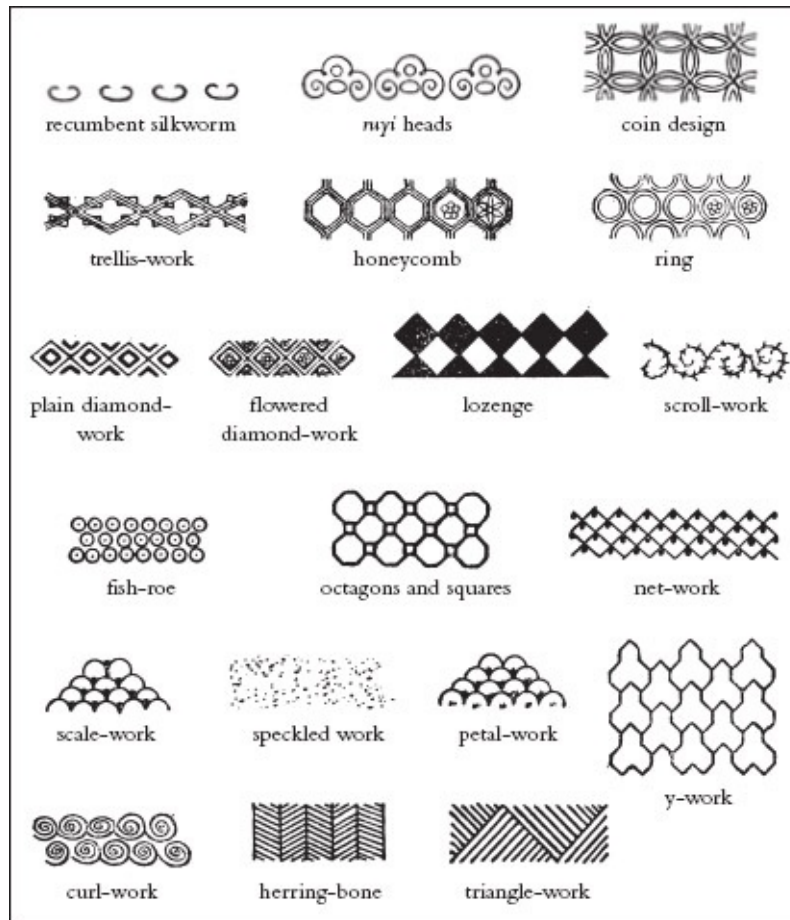 recumbent silkworm
ruyi heads
coin design
trellis-work
honeycomb
ring
plain diamond-
work
flowered
diamond-work
lozenge
scroll-work
fish-roe
octagons and squares
net-work
scale-work
speckled work
petal-work
y-work
curl-work
herring-bone
triangle-work